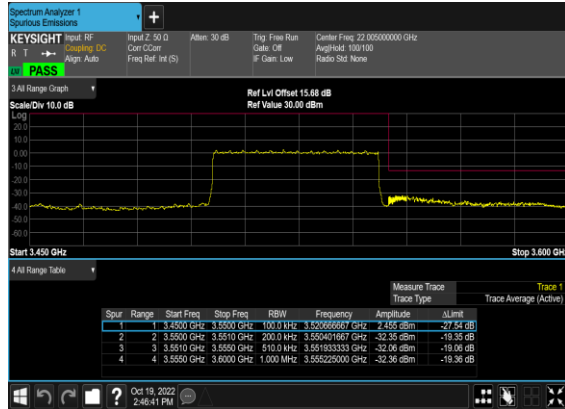 Spectrum Analyzer 1
Spurious Emissions
+
KEYSIGHT Input: RF Input Z: 50 Ω Atten: 30 dB Trig: Free Run Center Freq: 22.005000000 GHz
R T Coupling: DC Corr CCorr Gate: Off Avg|Hold: 100/100
Align: Auto Freq Ref: Int (S) IF Gain: Low Radio Std: None
PASS
3 All Range Graph
Ref Lvl Offset 15.68 dB
Scale/Div 10.0 dB Ref Value 30.00 dBm
Log
20.0
10.0
0.00
-10.0
-20.0
-30.0
-40.0
-50.0
-60.0
Start 3.450 GHz Stop 3.600 GHz
4 All Range Table
Measure Trace Trace 1
Trace Type Trace Average (Active)
Spur Range Start Freq Stop Freq RBW Frequency Amplitude ΔLimit
1 1 3.4500 GHz 3.5500 GHz 100.0 kHz 3.520666667 GHz 2.455 dBm -27.54 dB
2 2 3.5500 GHz 3.5510 GHz 200.0 kHz 3.550401667 GHz -32.35 dBm -19.35 dB
3 3 3.5510 GHz 3.5550 GHz 510.0 kHz 3.551933333 GHz -32.06 dBm -19.06 dB
4 4 3.5550 GHz 3.6000 GHz 1.000 MHz 3.555225000 GHz -32.36 dBm -19.36 dB
? Oct 19, 2022
2:46:41 PM